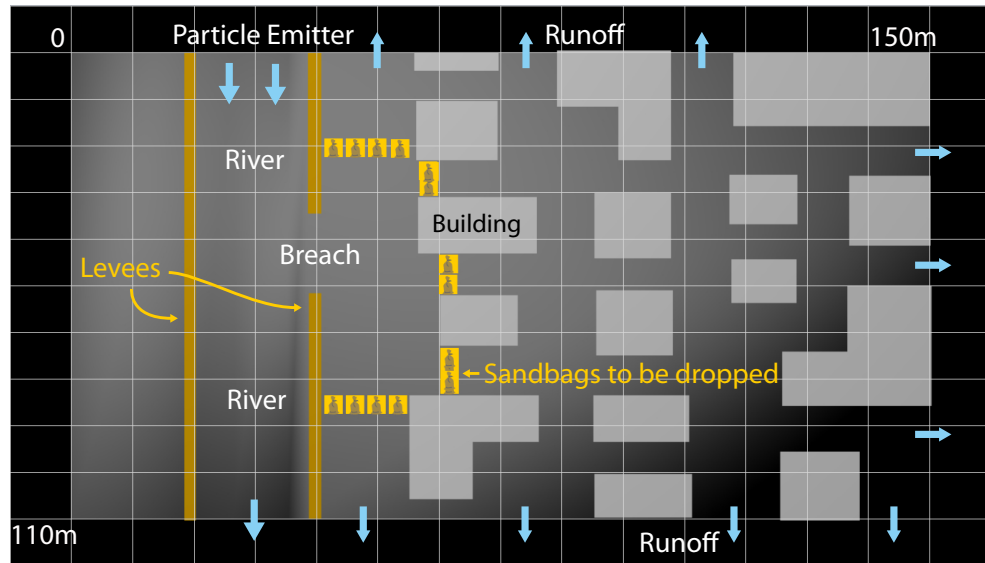 0
Particle Emitter
Runoff
150m
River
Building
Breach
Levees
Sandbags to be dropped
River
110m
Runoff